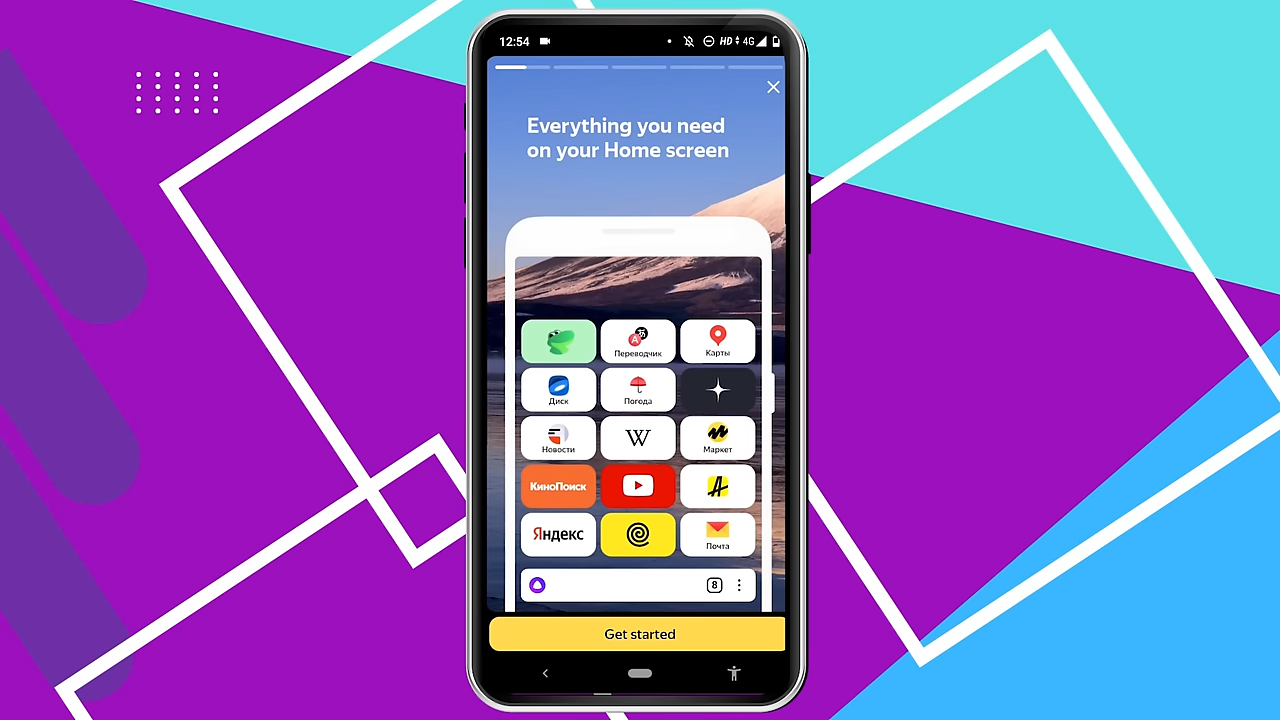 12:54
HD 4G
Everything you need
on your Home screen
Переводчик
Карты
Диск
Погода
Новости
W
Маркет
КиноПоиск
Яндекс
Почта
8
Get started